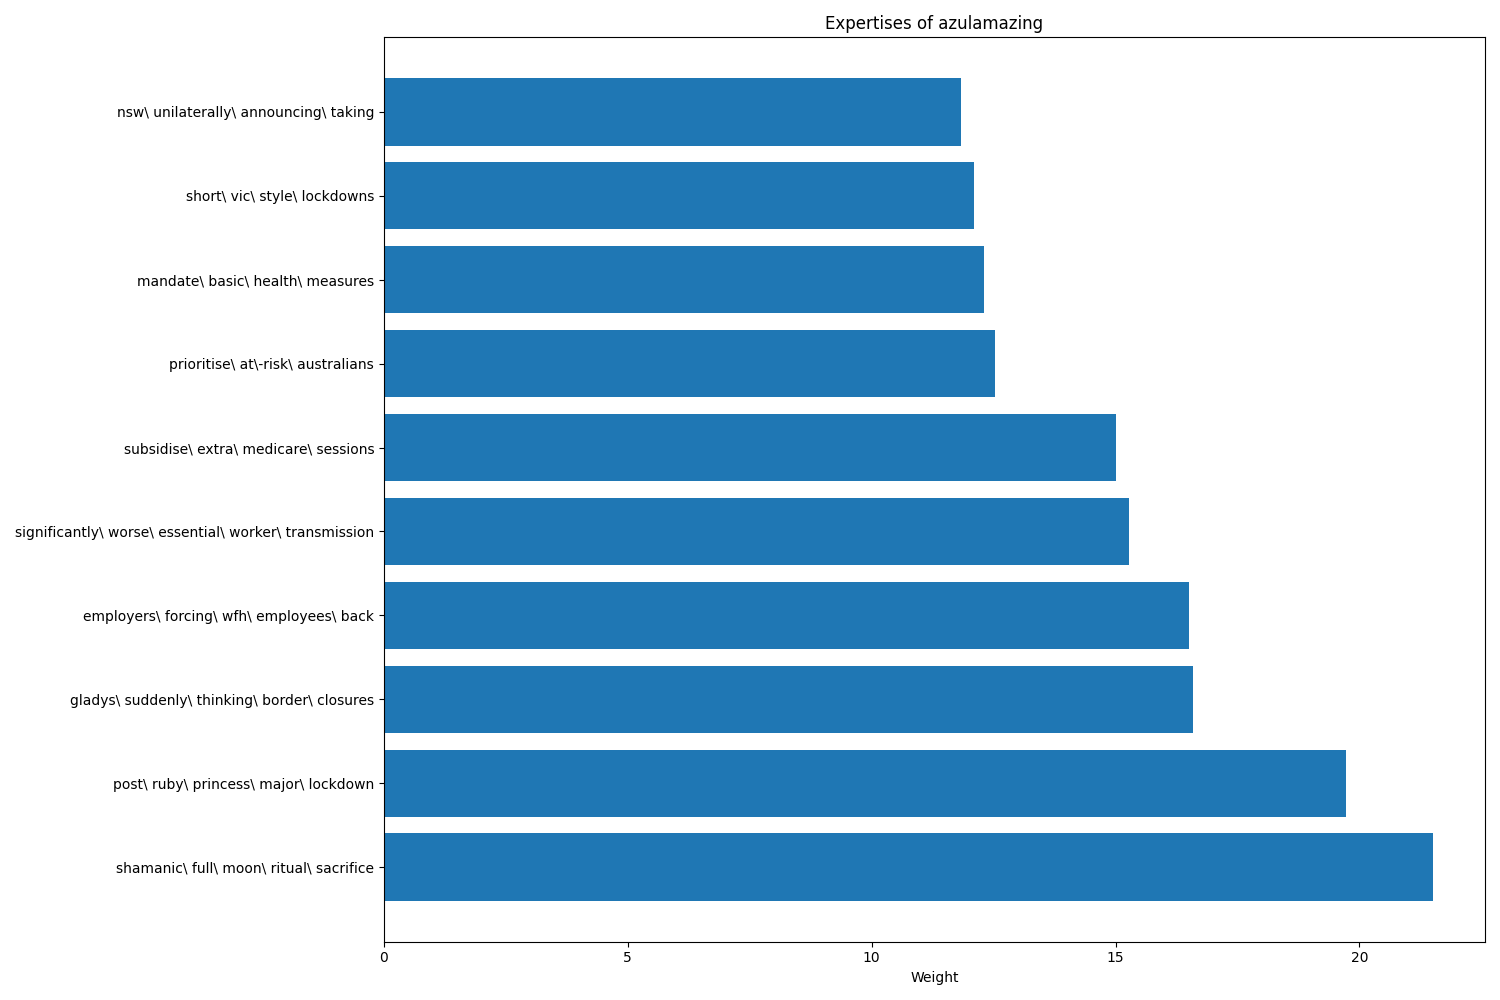 Expertises of azulamazing
nsw\ unilaterally\ announcing\ taking
short\ vic\ style\ lockdowns
mandate\ basic\ health\ measures
prioritise\ at\-risk\ australians
subsidise\ extra\ medicare\ sessions
significantly\ worse\ essential\ worker\ transmission
employers\ forcing\ wfh\ employees\ back
gladys\ suddenly\ thinking\ border\ closures
post\ ruby\ princess\ major\ lockdown
shamanic\ full\ moon\ ritual\ sacrifice
0 5 10 15 20
Weight